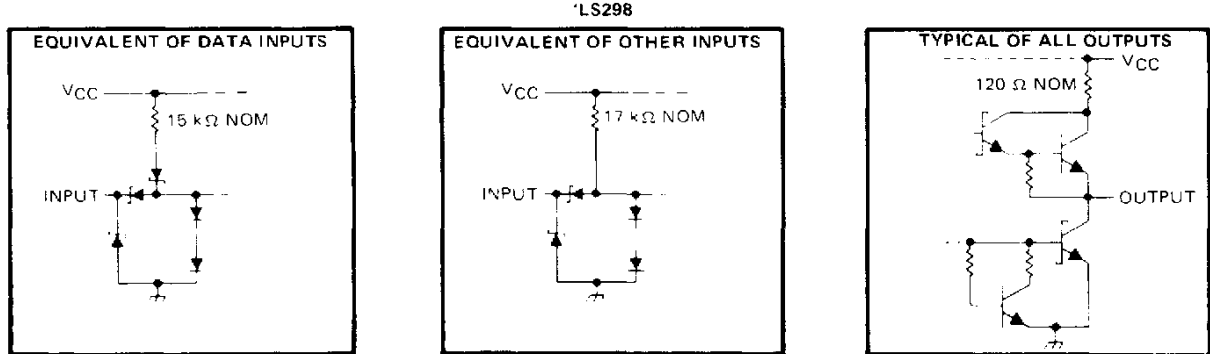 'LS298
EQUIVALENT OF DATA INPUTS
VCC
15 kΩ NOM
INPUT
EQUIVALENT OF OTHER INPUTS
VCC
17 kΩ NOM
INPUT
TYPICAL OF ALL OUTPUTS
VCC
120 Ω NOM
OUTPUT